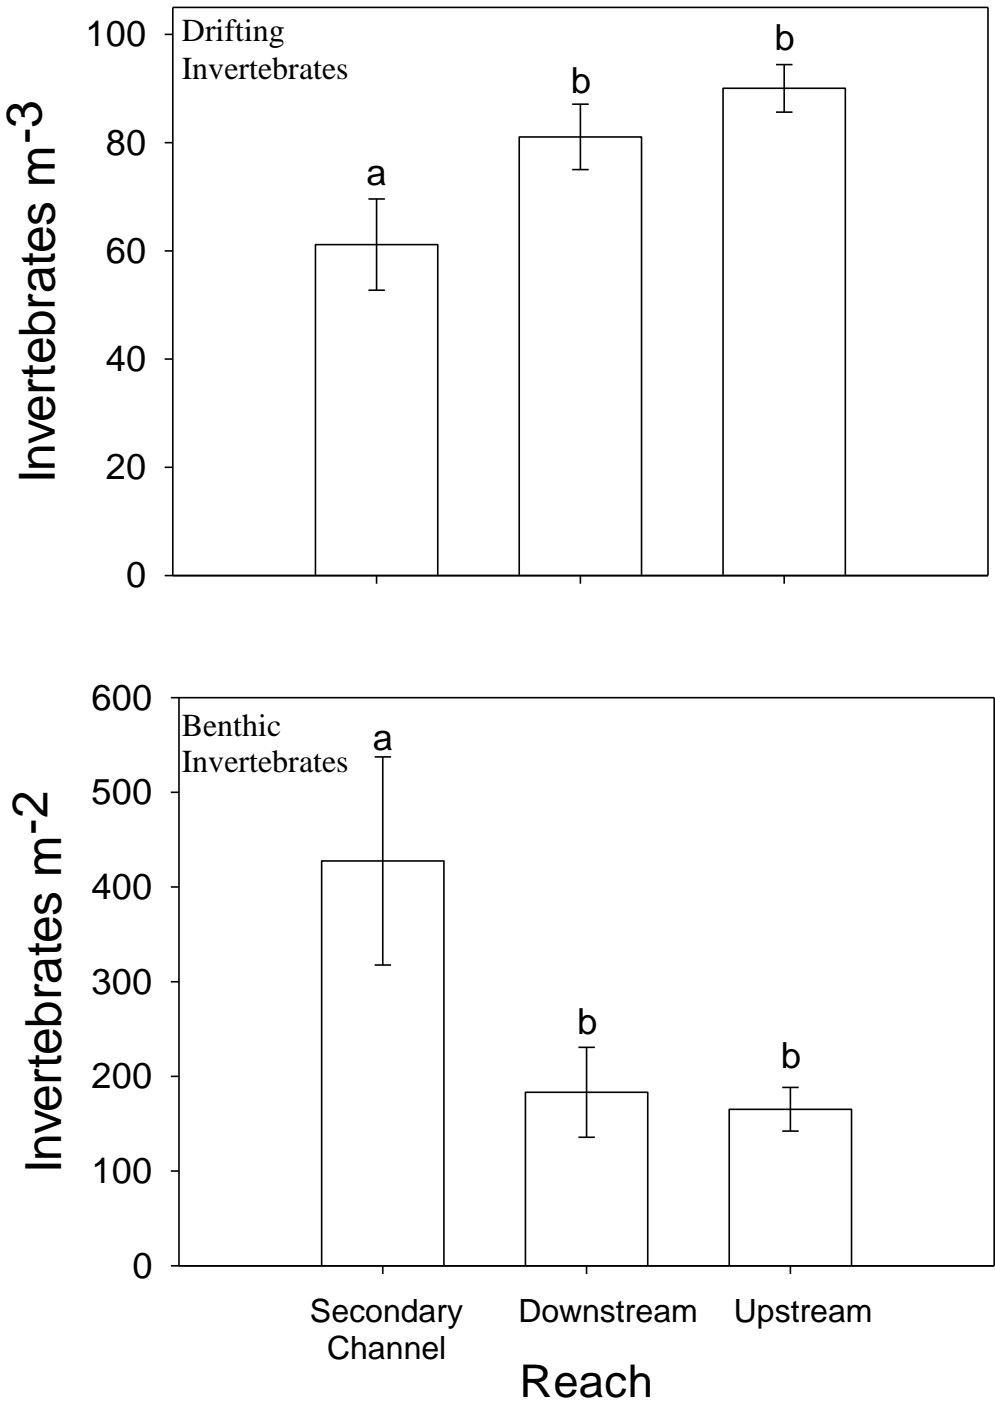 Drifting
Invertebrates
Invertebrates m-3
100
80
60
40
20
0
a
b
b
Benthic
Invertebrates
Invertebrates m-2
600
500
400
300
200
100
0
a
b
b
Secondary
Channel
Downstream
Upstream
Reach